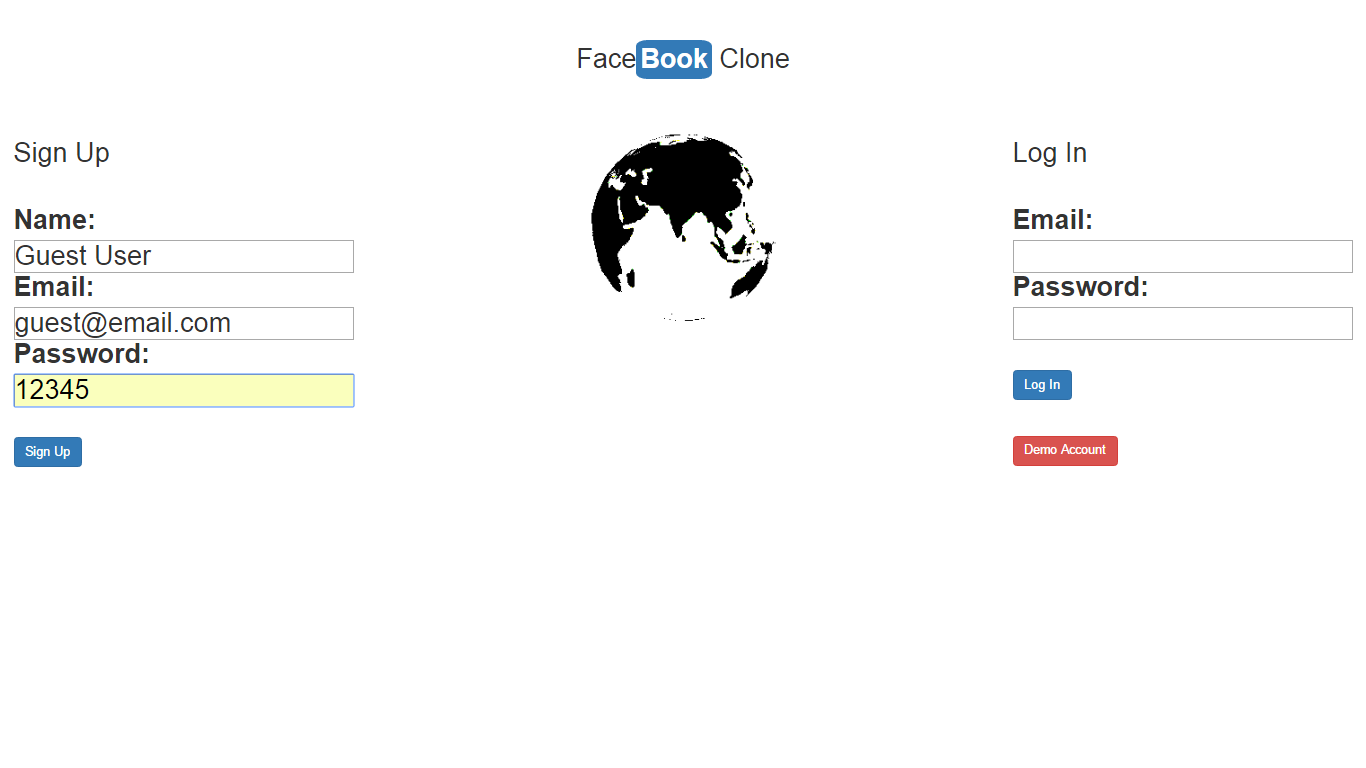 FaceBook Clone
Sign Up
Name:
Guest User
Email:
guest@email.com
Password:
12345
Sign Up
Log In
Email:
Password:
Log In
Demo Account